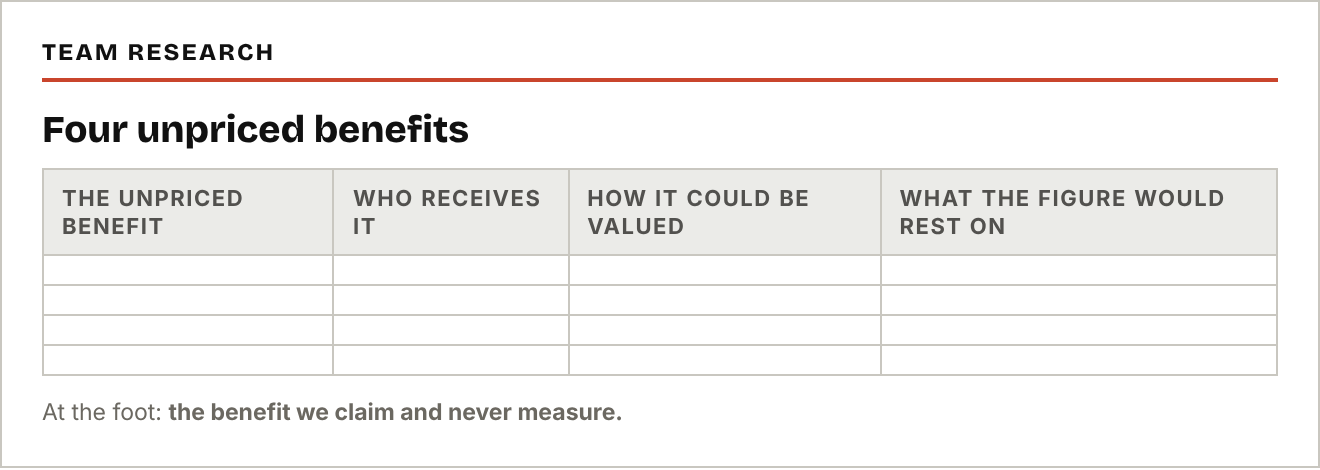 TEAM RESEARCH
Four unpriced benefits
THE UNPRICED BENEFIT
WHO RECEIVES IT
HOW IT COULD BE VALUED
WHAT THE FIGURE WOULD REST ON
At the foot: the benefit we claim and never measure.